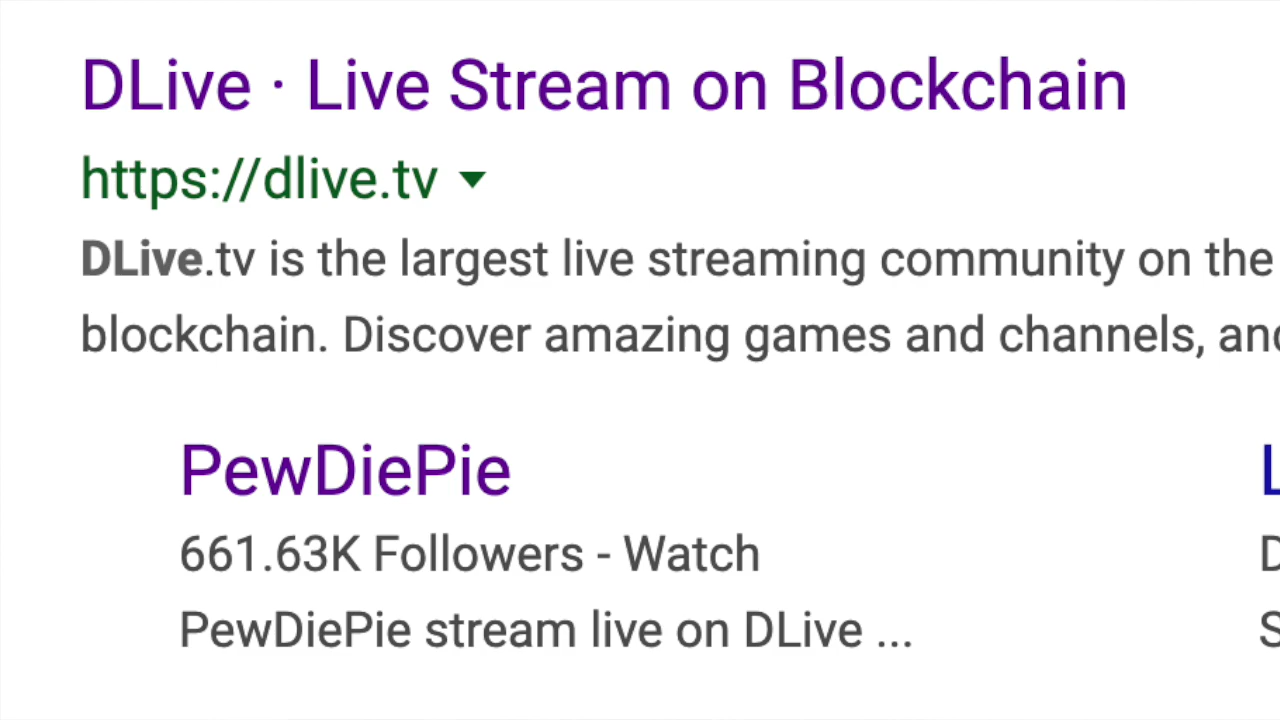 DLive · Live Stream on Blockchain
https://dlive.tv
DLive.tv is the largest live streaming community on the
blockchain. Discover amazing games and channels,
PewDiePie
661.63K Followers - Watch
PewDiePie stream live on DLive ...